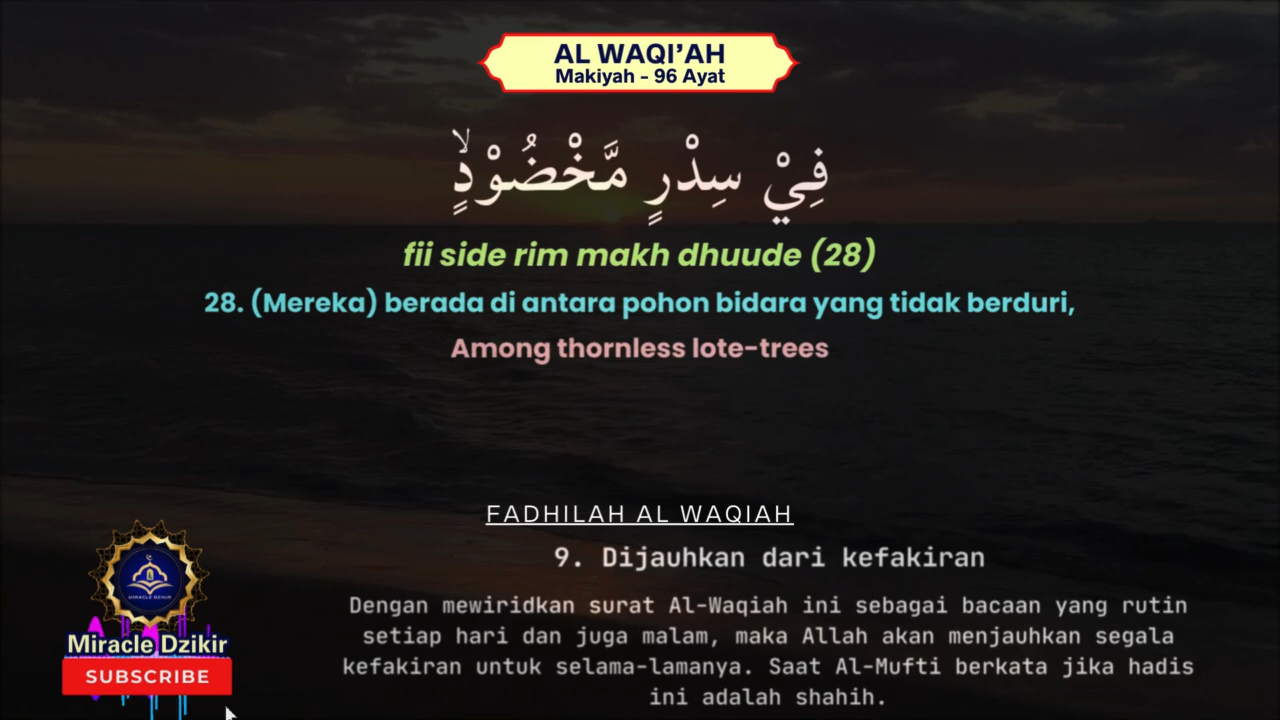 AL WAQI’AH
Makiyah - 96 Ayat
فِيْ سِدْرٍ مَّخْضُوْدٍۙ
fii side rim makh dhuude (28)
28. (Mereka) berada di antara pohon bidara yang tidak berduri,
Among thornless lote-trees
FADHILAH AL WAQIAH
9. Dijauhkan dari kefakiran
Dengan mewiridkan surat Al-Waqiah ini sebagai bacaan yang rutin
setiap hari dan juga malam, maka Allah akan menjauhkan segala
kefakiran untuk selama-lamanya. Saat Al-Mufti berkata jika hadis
ini adalah shahih.
MIRACLE DZIKIR
Miracle Dzikir
SUBSCRIBE